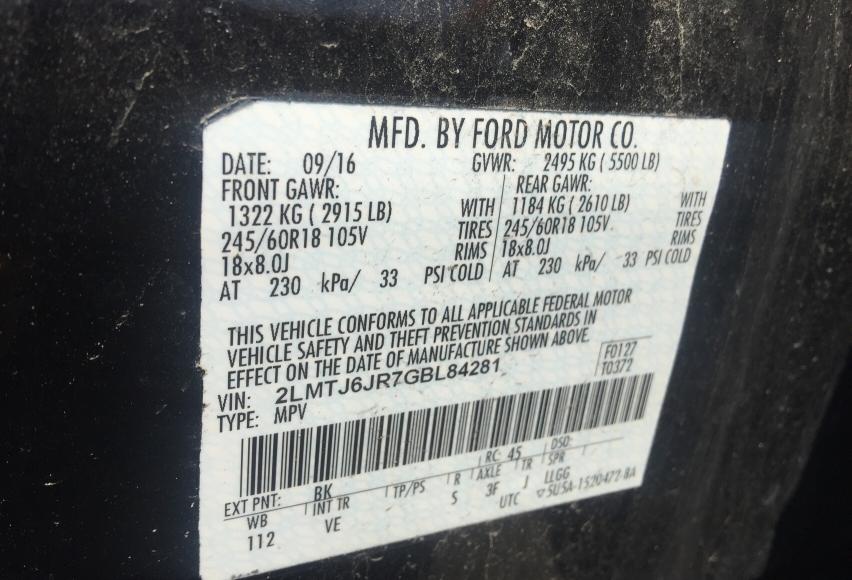 MFD. BY FORD MOTOR CO.
DATE: 09/16 GVWR: 2495 KG ( 5500 LB)
FRONT GAWR: REAR GAWR:
1322 KG ( 2915 LB) WITH 1184 KG ( 2610 LB) WITH
245/60R18 105V TIRES 245/60R18 105V TIRES
18x8.0J RIMS 18x8.0J RIMS
AT 230 kPa/ 33 PSI COLD AT 230 kPa/ 33 PSI COLD
THIS VEHICLE CONFORMS TO ALL APPLICABLE FEDERAL MOTOR
VEHICLE SAFETY AND THEFT PREVENTION STANDARDS IN
EFFECT ON THE DATE OF MANUFACTURE SHOWN ABOVE.
F0127
VIN: 2LMTJ6JR7GBL84281 T0372
TYPE: MPV
RC: 45 DSO:
EXT PNT: BK
WB INT TR TP/PS R AXLE TR SPR
112 VE S 3F J LLGG
UTC ▽5U5A-1520472-BA